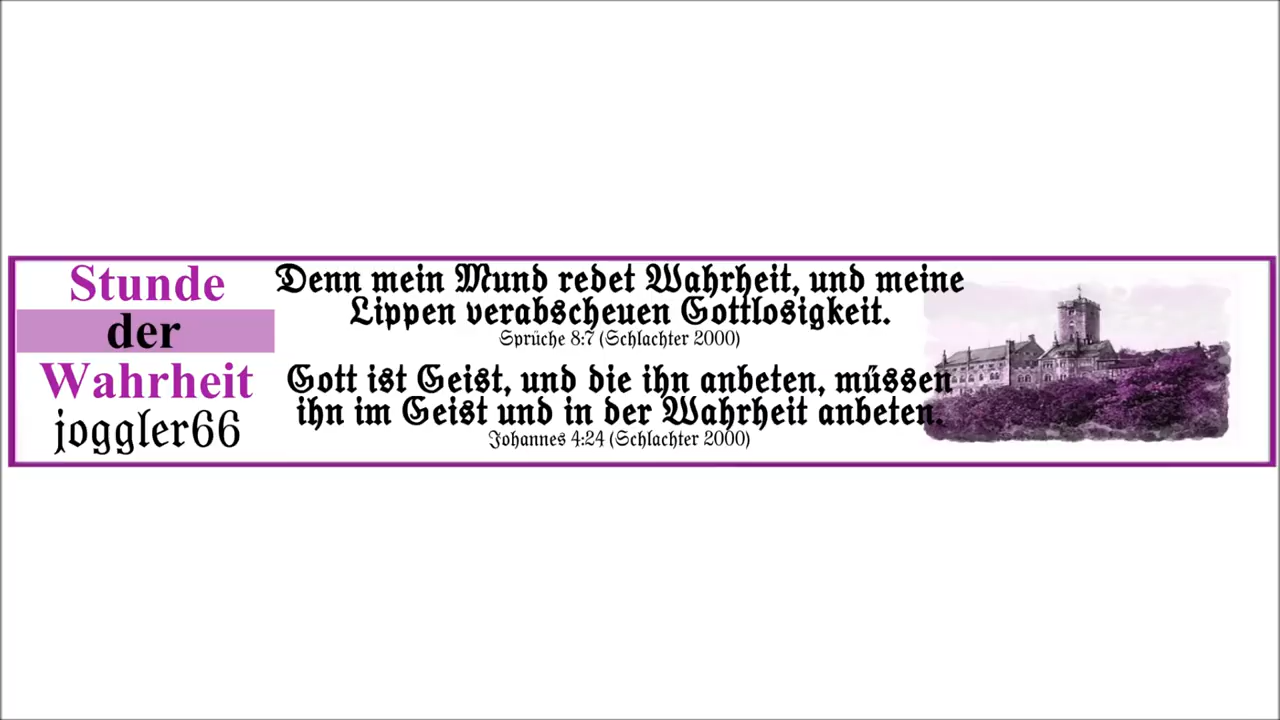 Stunde
der
Wahrheit
joggler66
Denn mein Mund redet Wahrheit, und meine
Lippen verabscheuen Gottlosigkeit.
Sprüche 8:7 (Schlachter 2000)
Gott ist Geist, und die ihn anbeten, müssen
ihn im Geist und in der Wahrheit anbeten.
Johannes 4:24 (Schlachter 2000)